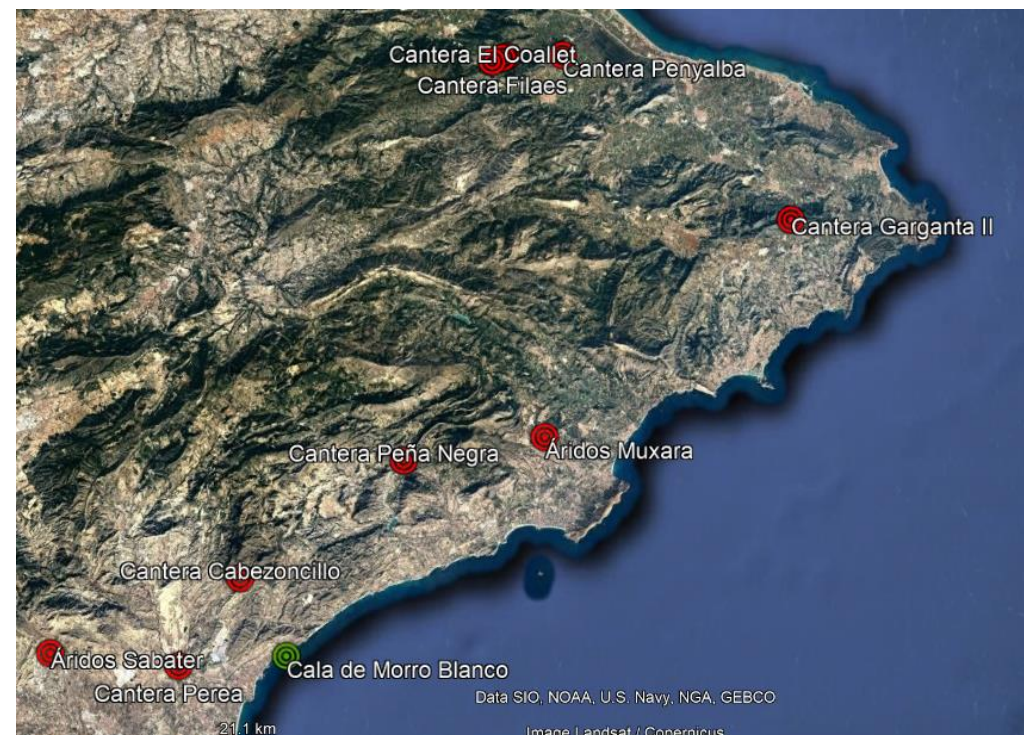 Cantera El Coallet
Cantera Penyalba
Cantera Filaes
Cantera Garganta II
Cantera Peña Negra
Áridos Muxara
Cantera Cabezoncillo
Áridos Sabater
Cala de Morro Blanco
Cantera Perea
Data SIO, NOAA, U.S. Navy, NGA, GEBCO
21.1 km
Image Landsat / Copernicus